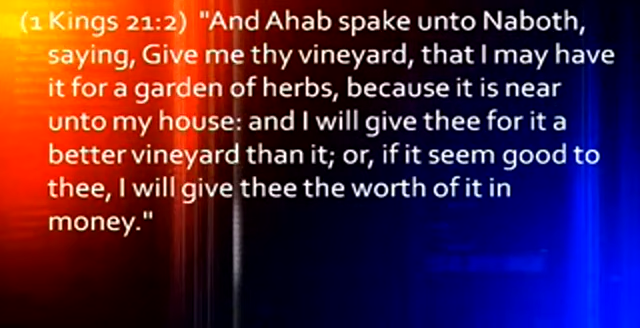 (1 Kings 21:2) "And Ahab spake unto Naboth,
saying, Give me thy vineyard, that I may have
it for a garden of herbs, because it is near
unto my house: and I will give thee for it a
better vineyard than it; or, if it seem good to
thee, I will give thee the worth of it in
money."